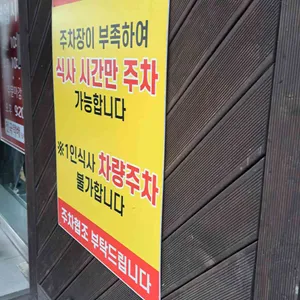 주차장이 부족하여
식사 시간만 주차
가능합니다
※1인식사 차량주차
불가합니다
주차협조 부탁드립니다